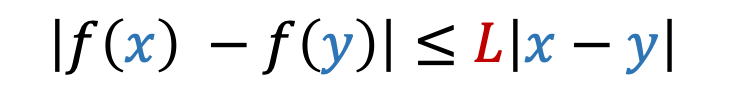 |f(x) − f(y)| ≤ L|x − y|